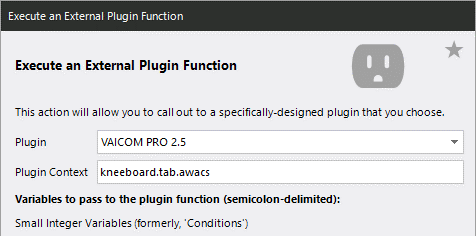 Execute an External Plugin Function
Execute an External Plugin Function
This action will allow you to call out to a specifically-designed plugin that you choose.
Plugin VAICOM PRO 2.5
Plugin Context kneeboard.tab.awacs
Variables to pass to the plugin function (semicolon-delimited):
Small Integer Variables (formerly, 'Conditions')